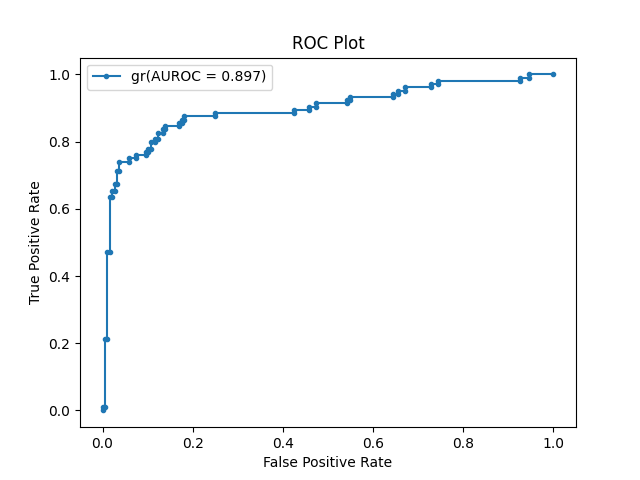 ROC Plot
gr(AUROC = 0.897)
1.0
0.8
0.6
0.4
0.2
0.0
True Positive Rate
0.0 0.2 0.4 0.6 0.8 1.0
False Positive Rate